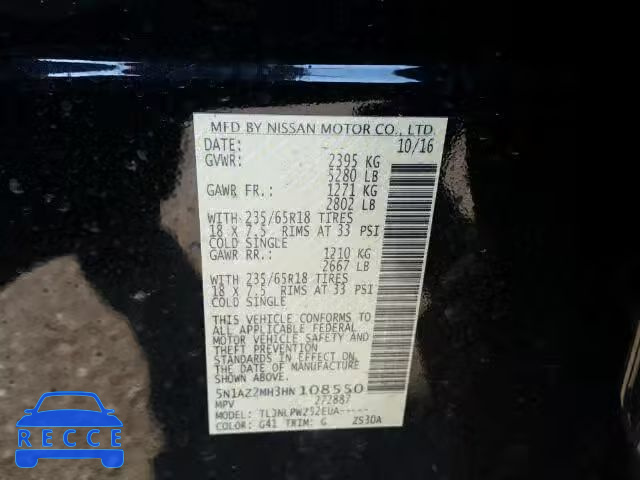 MFD BY NISSAN MOTOR CO., LTD.
DATE: 10/16
GVWR: 2395 KG
5280 LB
GAWR FR.: 1271 KG
2802 LB
WITH 235/65R18 TIRES
18 X 7.5 RIMS AT 33 PSI
COLD SINGLE
GAWR RR.: 1210 KG
2667 LB
WITH 235/65R18 TIRES
18 X 7.5 RIMS AT 33 PSI
COLD SINGLE
THIS VEHICLE CONFORMS TO
ALL APPLICABLE FEDERAL
MOTOR VEHICLE SAFETY AND
THEFT PREVENTION
STANDARDS IN EFFECT ON
THE DATE OF MANUFACTURE
SHOWN ABOVE.
5N1AZ2MH3HN108550
MPV 272887
MODEL: TLJNLPWZ52EUA-----
COLOR: G41 TRIM: G Z53DA
VIN.INFO